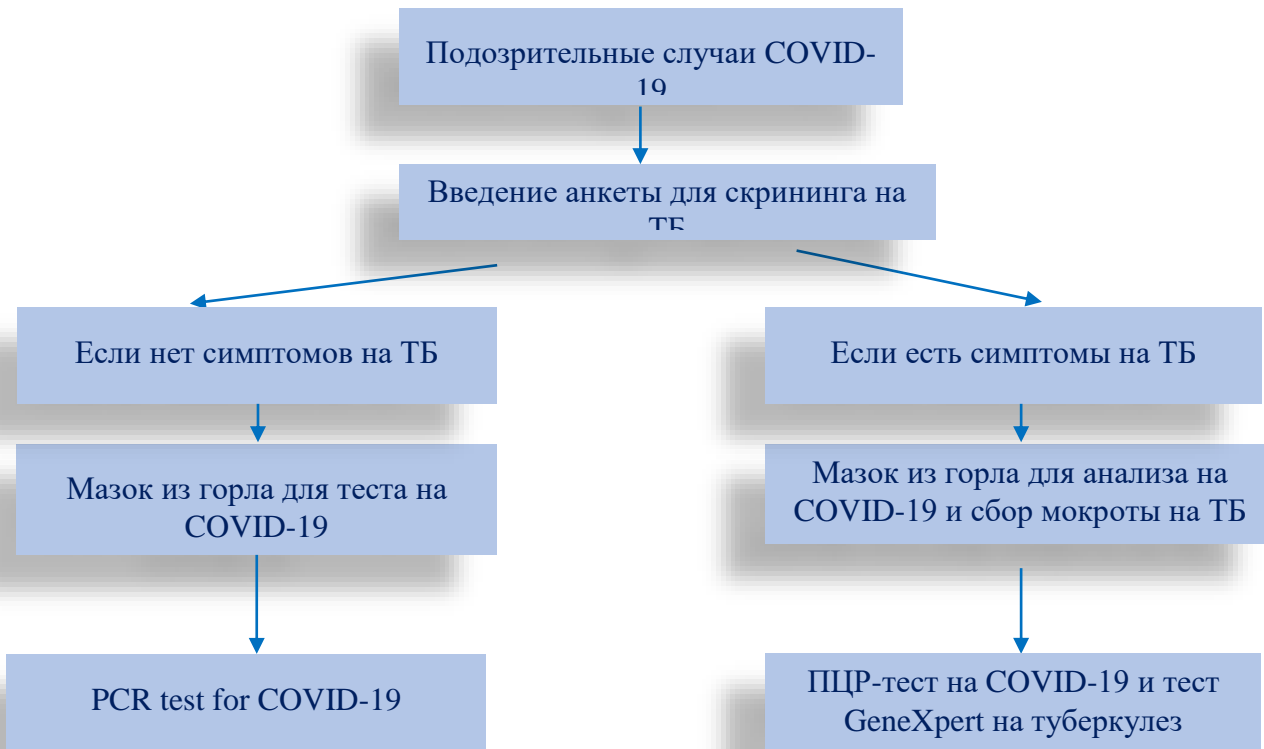 Подозрительные случаи COVID-
19
Введение анкеты для скрининга на
ТБ
Если нет симптомов на ТБ
Если есть симптомы на ТБ
Мазок из горла для теста на
COVID-19
Мазок из горла для анализа на
COVID-19 и сбор мокроты на ТБ
PCR test for COVID-19
ПЦР-тест на COVID-19 и тест
GeneXpert на туберкулез